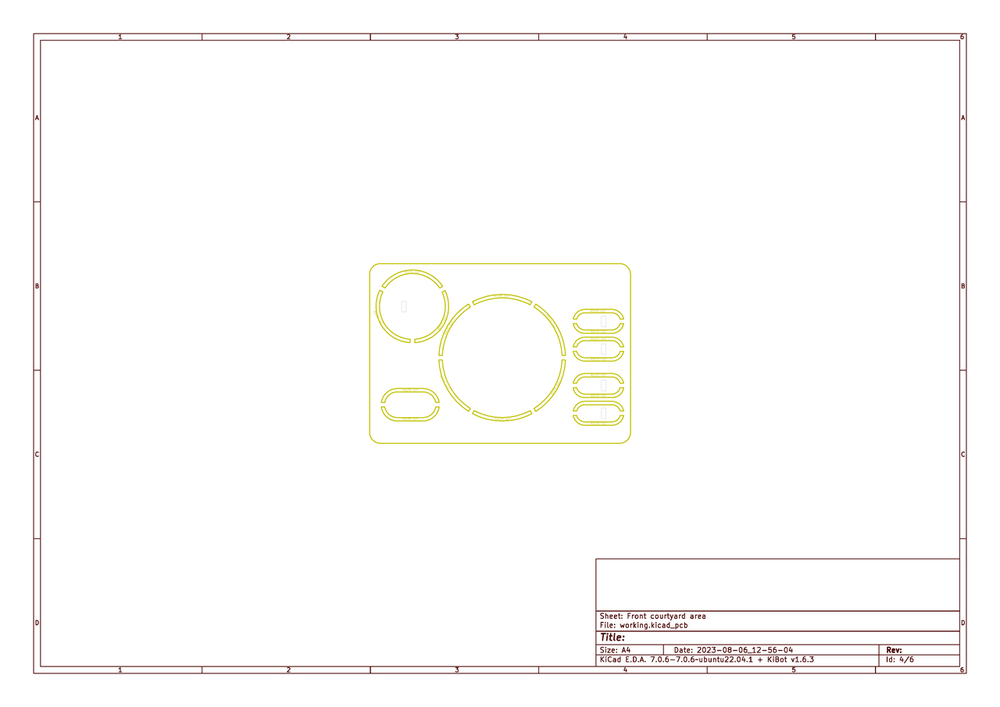 1 2 3 4 5 6
A A
B B
C C
D D
Sheet: Front courtyard area
File: working.kicad_pcb
Title:
Size: A4 Date: 2023-08-06_12-56-04 Rev:
KiCad E.D.A. 7.0.6-7.0.6~ubuntu22.04.1 + KiBot v1.6.3 Id: 4/6
1 2 3 4 5 6